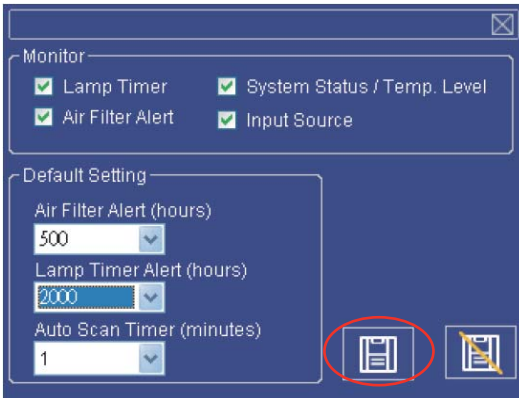 Monitor
Lamp Timer System Status / Temp. Level
Air Filter Alert Input Source
Default Setting
Air Filter Alert (hours)
500
Lamp Timer Alert (hours)
2000
Auto Scan Timer (minutes)
1